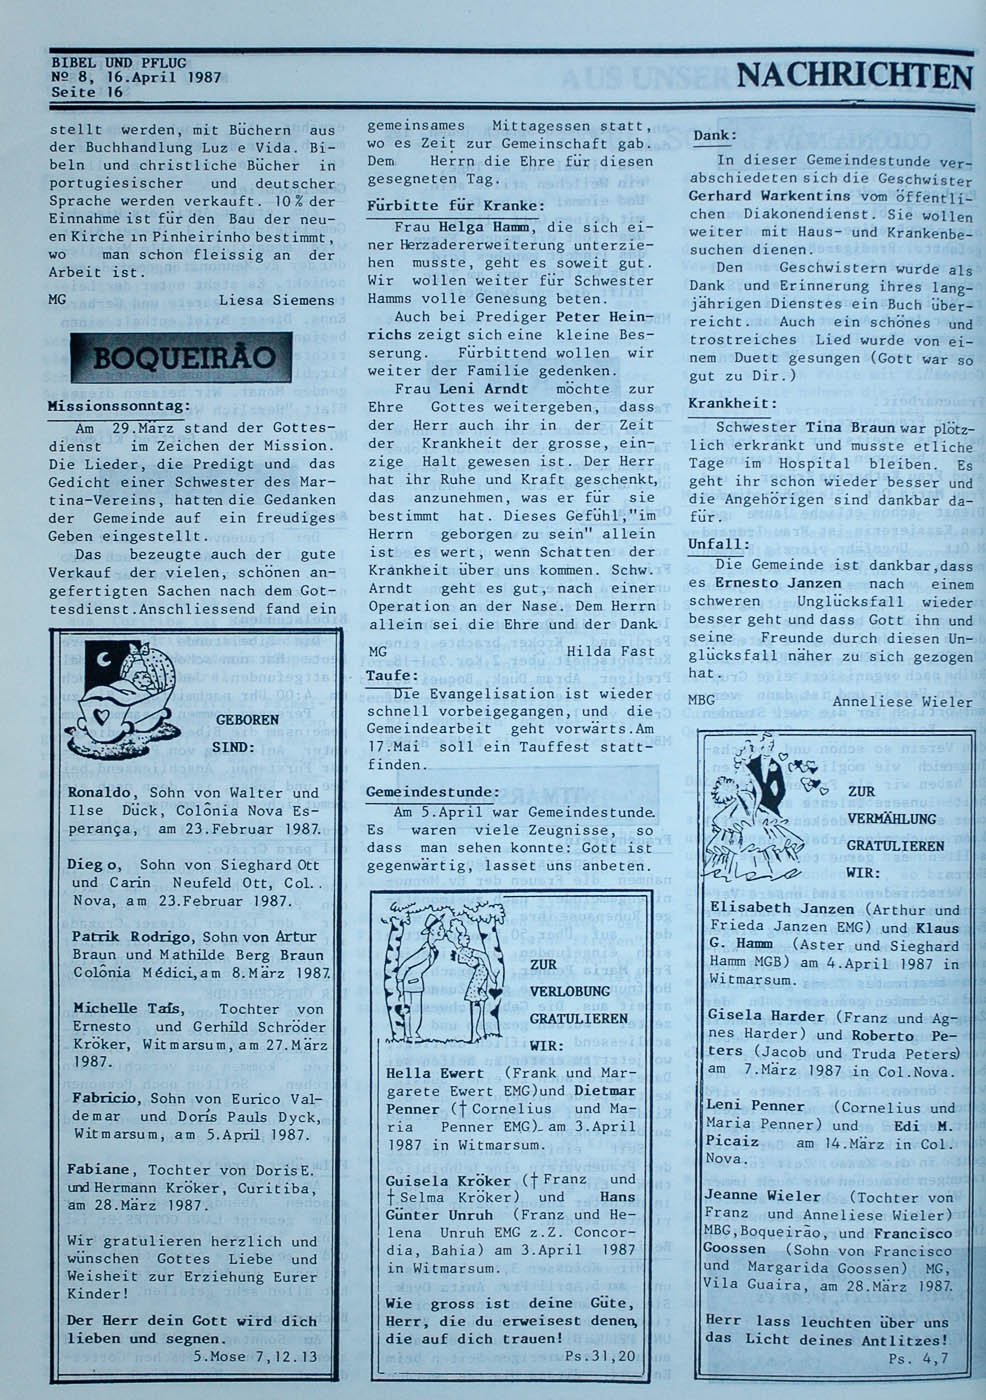 BIBEL UND PFLUG
Nº 8, 16.April 1987
Seite 16
NACHRICHTEN
stellt werden, mit Büchern aus
der Buchhandlung Luz e Vida. Bi-
beln und christliche Bücher in
portugiesischer und deutscher
Sprache werden verkauft. 10% der
Einnahme ist für den Bau der neu-
en Kirche in Pinheirinho bestimmt,
wo man schon fleissig an der
Arbeit ist.
MG Liesa Siemens
BOQUEIRÃO
Missionssonntag:
Am 29.März stand der Gottes-
dienst im Zeichen der Mission.
Die Lieder, die Predigt und das
Gedicht einer Schwester des Mar-
tina-Vereins, hatten die Gedanken
der Gemeinde auf ein freudiges
Geben eingestellt.
Das bezeugte auch der gute
Verkauf der vielen, schönen an-
gefertigten Sachen nach dem Got-
tesdienst.Anschliessend fand ein
GEBOREN
SIND:
Ronaldo, Sohn von Walter und
Ilse Dück, Colônia Nova Es-
perança, am 23.Februar 1987.
Diego, Sohn von Sieghard Ott
und Carin Neufeld Ott, Col..
Nova, am 23.Februar 1987.
Patrik Rodrigo, Sohn von Artur
Braun und Mathilde Berg Braun
Colônia Médici,am 8.März 1987.
Michelle Taís, Tochter von
Ernesto und Gerhild Schröder
Kröker, Witmarsum, am 27.März
1987.
Fabricio, Sohn von Eurico Val-
demar und Doris Pauls Dyck,
Witmarsum, am 5.April 1987.
Fabiane, Tochter von Doris E.
und Hermann Kröker, Curitiba,
am 28.März 1987.
Wir gratulieren herzlich und
wünschen Gottes Liebe und
Weisheit zur Erziehung Eurer
Kinder!
Der Herr dein Gott wird dich
lieben und segnen.
5.Mose 7,12.13
gemeinsames Mittagessen statt,
wo es Zeit zur Gemeinschaft gab.
Dem Herrn die Ehre für diesen
gesegneten Tag.
Fürbitte für Kranke:
Frau Helga Hamm, die sich ei-
ner Herzadererweiterung unterzie-
hen musste, geht es soweit gut.
Wir wollen weiter für Schwester
Hamms volle Genesung beten.
Auch bei Prediger Peter Hein-
richs zeigt sich eine kleine Bes-
serung. Fürbittend wollen wir
weiter der Familie gedenken.
Frau Leni Arndt möchte zur
Ehre Gottes weitergeben, dass
der Herr auch ihr in der Zeit
der Krankheit der grosse, ein-
zige Halt gewesen ist. Der Herr
hat ihr Ruhe und Kraft geschenkt,
das anzunehmen, was er für sie
bestimmt hat. Dieses Gefühl,"im
Herrn geborgen zu sein" allein
ist es wert, wenn Schatten der
Krankheit über uns kommen. Schw.
Arndt geht es gut, nach einer
Operation an der Nase. Dem Herrn
allein sei die Ehre und der Dank.
MG Hilda Fast
Taufe:
Die Evangelisation ist wieder
schnell vorbeigegangen, und die
Gemeindearbeit geht vorwärts.Am
17.Mai soll ein Tauffest statt-
finden.
Gemeindestunde:
Am 5.April war Gemeindestunde.
Es waren viele Zeugnisse, so
dass man sehen konnte: Gott ist
gegenwärtig, lasset uns anbeten.
ZUR
VERLOBUNG
GRATULIEREN
WIR:
Hella Ewert (Frank und Mar-
garete Ewert EMG)und Dietmar
Penner († Cornelius und Ma-
ria Penner EMG) am 3.April
1987 in Witmarsum.
Guisela Kröker († Franz und
† Selma Kröker) und Hans
Günter Unruh (Franz und He-
lena Unruh EMG z.Z. Concor-
dia, Bahia) am 3.April 1987
in Witmarsum.
Wie gross ist deine Güte,
Herr, die du erweisest denen,
die auf dich trauen!
Ps.31,20
Dank:
In dieser Gemeindestunde ver-
abschiedeten sich die Geschwister
Gerhard Warkentins vom öffentli-
chen Diakonendienst. Sie wollen
weiter mit Haus- und Krankenbe-
suchen dienen.
Den Geschwistern wurde als
Dank und Erinnerung ihres lang-
jährigen Dienstes ein Buch über-
reicht. Auch ein schönes und
trostreiches Lied wurde von ei-
nem Duett gesungen (Gott war so
gut zu Dir.)
Krankheit:
Schwester Tina Braun war plötz-
lich erkrankt und musste etliche
Tage im Hospital bleiben. Es
geht ihr schon wieder besser und
die Angehörigen sind dankbar da-
für.
Unfall:
Die Gemeinde ist dankbar,dass
es Ernesto Janzen nach einem
schweren Unglücksfall wieder
besser geht und dass Gott ihn und
seine Freunde durch diesen Un-
glücksfall näher zu sich gezogen
hat.
MBG Anneliese Wieler
ZUR
VERMÄHLUNG
GRATULIEREN
WIR:
Elisabeth Janzen (Arthur und
Frieda Janzen EMG) und Klaus
G. Hamm (Aster und Sieghard
Hamm MGB) am 4.April 1987 in
Witmarsum.
Gisela Harder (Franz und Ag-
nes Harder) und Roberto Pe-
ters (Jacob und Truda Peters)
am 7.März 1987 in Col.Nova.
Leni Penner (Cornelius und
Maria Penner) und Edi M.
Picaiz am 14.März in Col.
Nova.
Jeanne Wieler (Tochter von
Franz und Anneliese Wieler)
MBG,Boqueirão, und Francisco
Goossen (Sohn von Francisco
und Margarida Goossen) MG,
Vila Guaira, am 28.März 1987.
Herr lass leuchten über uns
das Licht deines Antlitzes!
Ps. 4,7